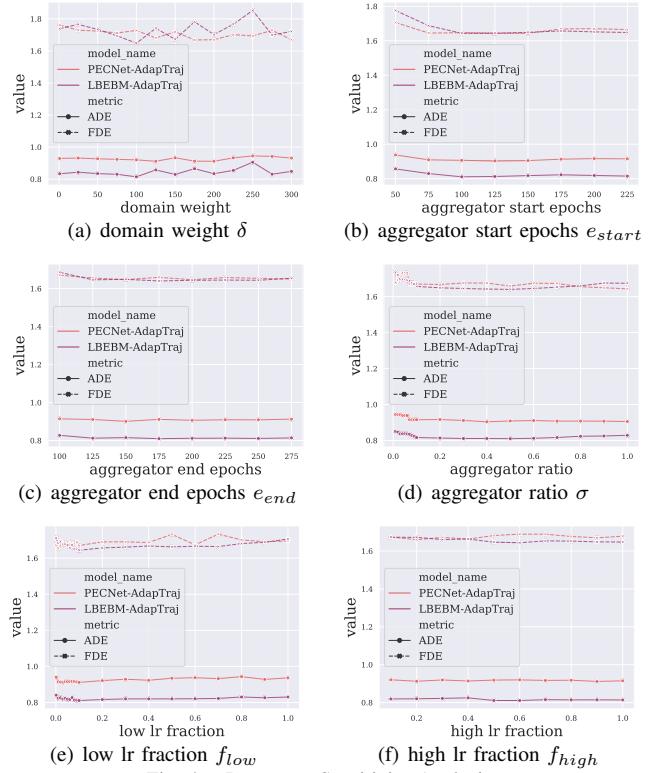 1.8
1.6
1.4
1.2
1.0
0.8
value
model_name
PECNet-AdapTraj
LBEBM-AdapTraj
metric
ADE
FDE
0 50 100 150 200 250 300
domain weight
(a) domain weight δ
1.8
1.6
1.4
1.2
1.0
0.8
value
model_name
PECNet-AdapTraj
LBEBM-AdapTraj
metric
ADE
FDE
50 75 100 125 150 175 200 225
aggregator start epochs
(b) aggregator start epochs e_start
1.6
1.4
1.2
1.0
0.8
value
model_name
PECNet-AdapTraj
LBEBM-AdapTraj
metric
ADE
FDE
100 125 150 175 200 225 250 275
aggregator end epochs
(c) aggregator end epochs e_end
1.6
1.4
1.2
1.0
0.8
value
model_name
PECNet-AdapTraj
LBEBM-AdapTraj
metric
ADE
FDE
0.0 0.2 0.4 0.6 0.8 1.0
aggregator ratio
(d) aggregator ratio σ
1.6
1.4
1.2
1.0
0.8
value
model_name
PECNet-AdapTraj
LBEBM-AdapTraj
metric
ADE
FDE
0.0 0.2 0.4 0.6 0.8 1.0
low lr fraction
(e) low lr fraction f_low
1.6
1.4
1.2
1.0
0.8
value
model_name
PECNet-AdapTraj
LBEBM-AdapTraj
metric
ADE
FDE
0.2 0.4 0.6 0.8 1.0
high lr fraction
(f) high lr fraction f_high